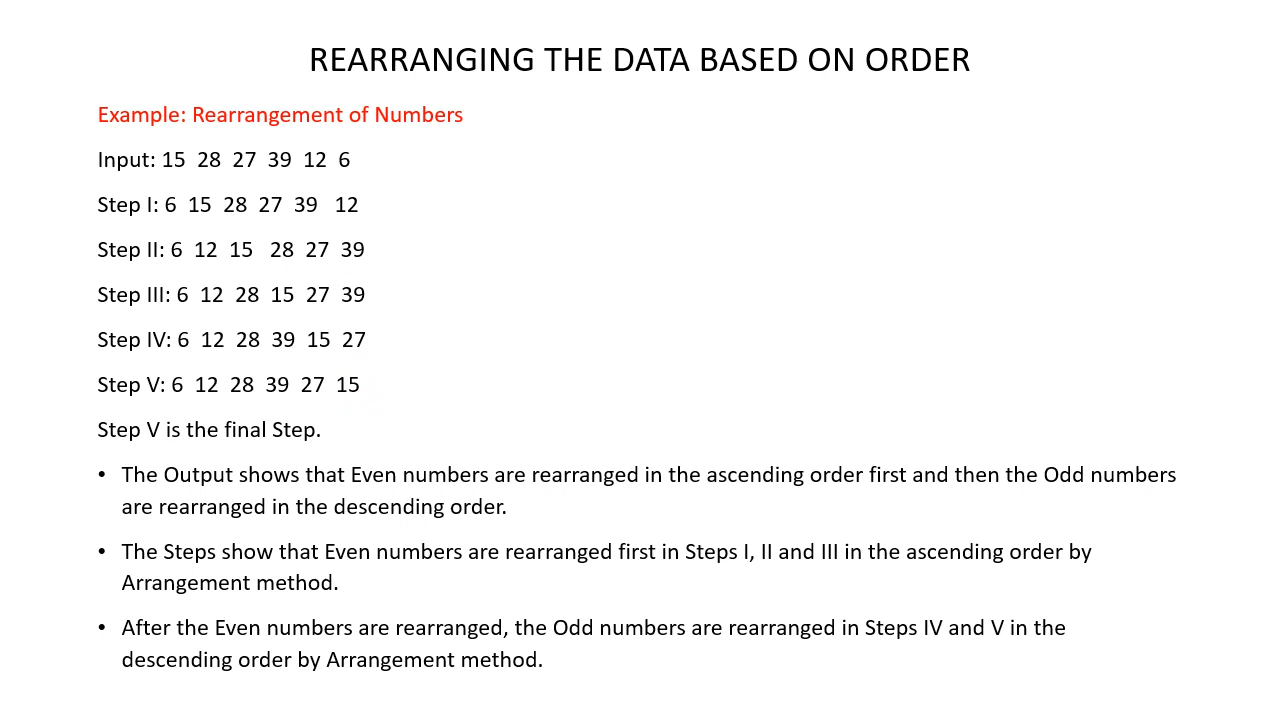 REARRANGING THE DATA BASED ON ORDER
Example: Rearrangement of Numbers
Input: 15 28 27 39 12 6
Step I: 6 15 28 27 39 12
Step II: 6 12 15 28 27 39
Step III: 6 12 28 15 27 39
Step IV: 6 12 28 39 15 27
Step V: 6 12 28 39 27 15
Step V is the final Step.
• The Output shows that Even numbers are rearranged in the ascending order first and then the Odd numbers
are rearranged in the descending order.
• The Steps show that Even numbers are rearranged first in Steps I, II and III in the ascending order by
Arrangement method.
• After the Even numbers are rearranged, the Odd numbers are rearranged in Steps IV and V in the
descending order by Arrangement method.